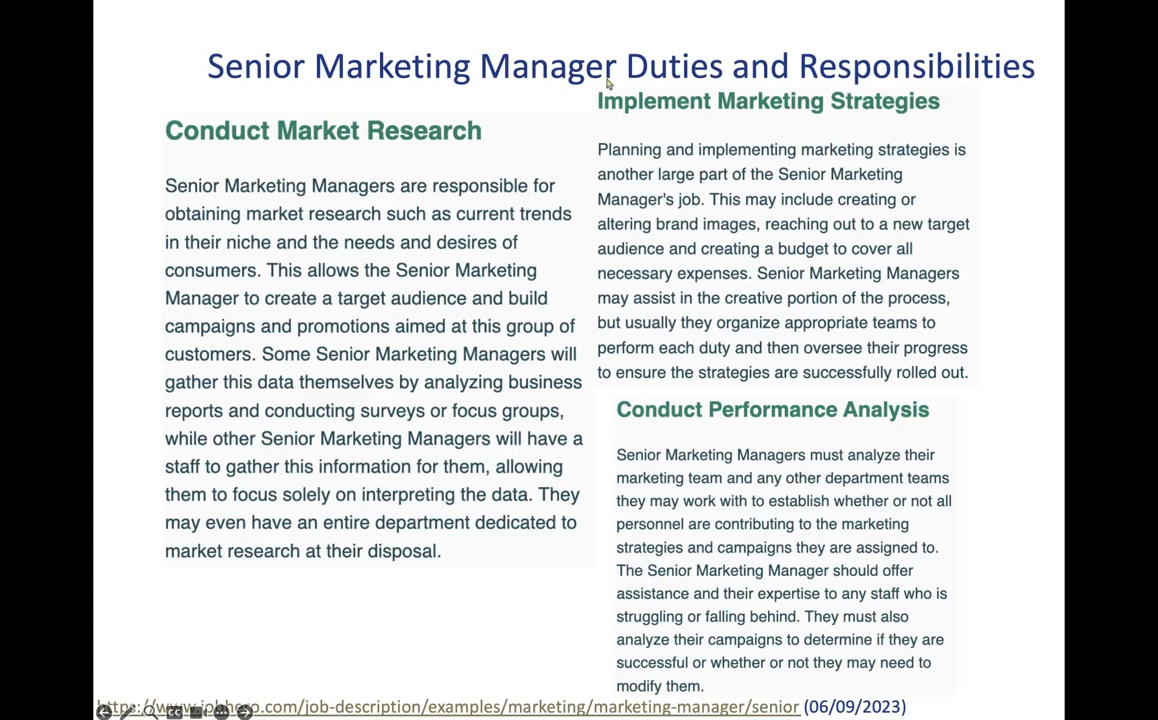 Senior Marketing Manager Duties and Responsibilities
Conduct Market Research
Senior Marketing Managers are responsible for
obtaining market research such as current trends
in their niche and the needs and desires of
consumers. This allows the Senior Marketing
Manager to create a target audience and build
campaigns and promotions aimed at this group of
customers. Some Senior Marketing Managers will
gather this data themselves by analyzing business
reports and conducting surveys or focus groups,
while other Senior Marketing Managers will have a
staff to gather this information for them, allowing
them to focus solely on interpreting the data. They
may even have an entire department dedicated to
market research at their disposal.
Implement Marketing Strategies
Planning and implementing marketing strategies is
another large part of the Senior Marketing
Manager's job. This may include creating or
altering brand images, reaching out to a new target
audience and creating a budget to cover all
necessary expenses. Senior Marketing Managers
may assist in the creative portion of the process,
but usually they organize appropriate teams to
perform each duty and then oversee their progress
to ensure the strategies are successfully rolled out.
Conduct Performance Analysis
Senior Marketing Managers must analyze their
marketing team and any other department teams
they may work with to establish whether or not all
personnel are contributing to the marketing
strategies and campaigns they are assigned to.
The Senior Marketing Manager should offer
assistance and their expertise to any staff who is
struggling or falling behind. They must also
analyze their campaigns to determine if they are
successful or whether or not they may need to
modify them.
https://www.jobhero.com/job-description/examples/marketing/marketing-manager/senior (06/09/2023)